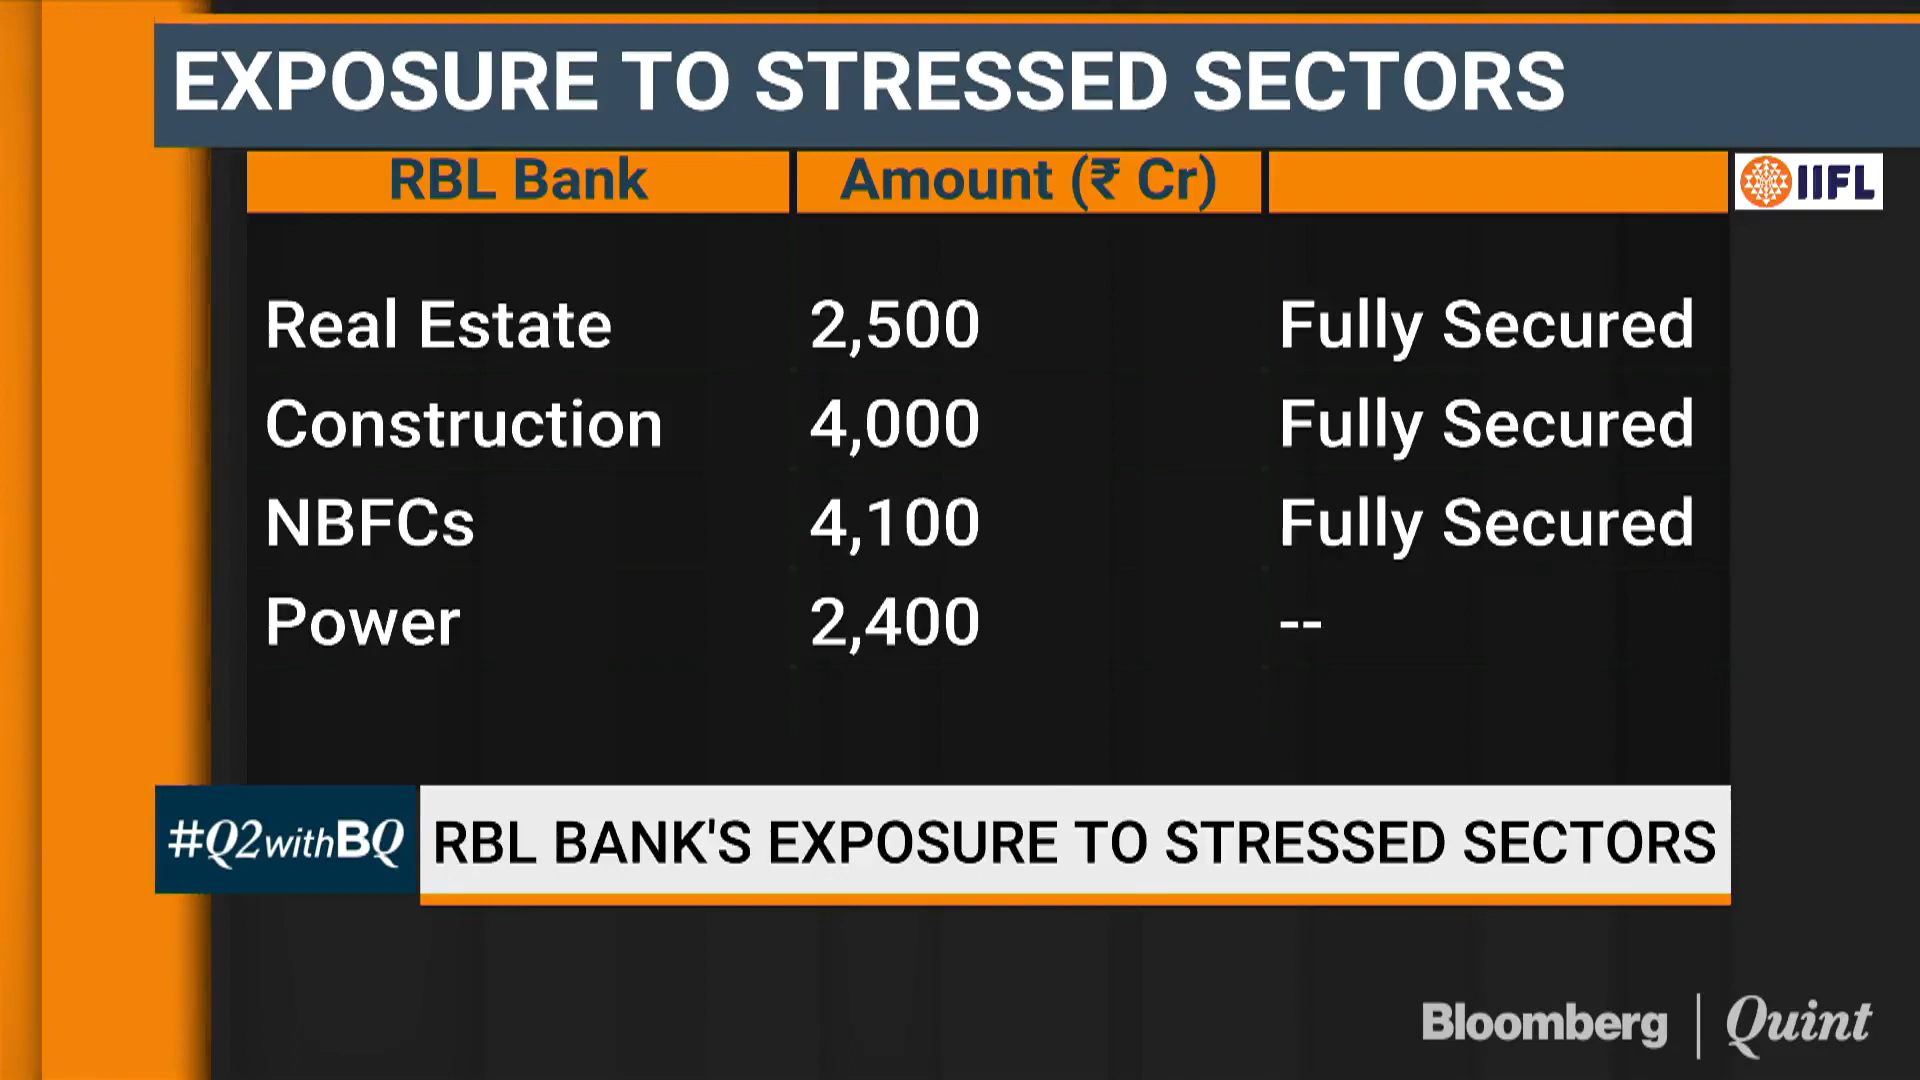 EXPOSURE TO STRESSED SECTORS
RBL Bank Amount (₹ Cr)
IIFL
Real Estate 2,500 Fully Secured
Construction 4,000 Fully Secured
NBFCs 4,100 Fully Secured
Power 2,400 --
#Q2withBQ RBL BANK'S EXPOSURE TO STRESSED SECTORS
Bloomberg | Quint